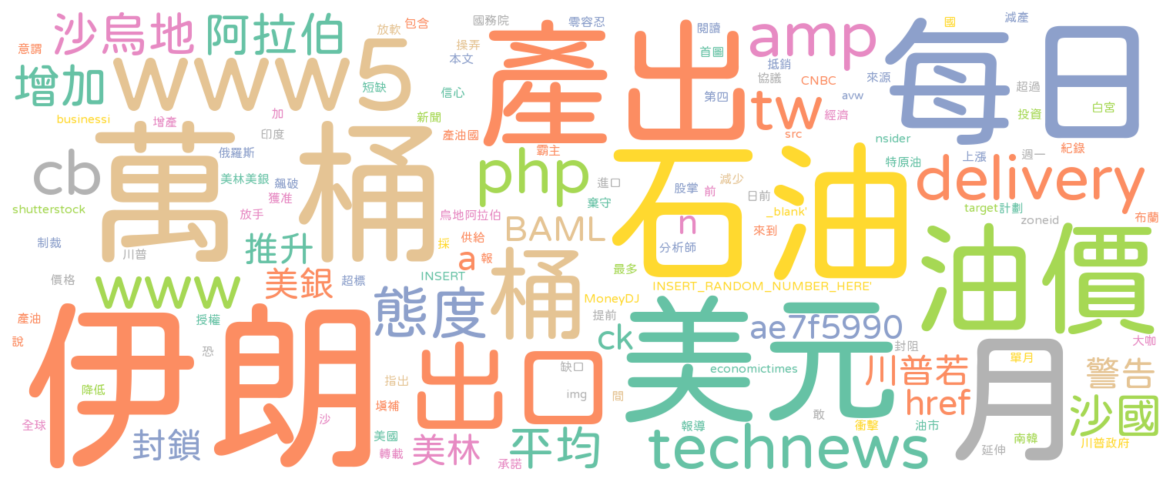 沙烏地 阿拉伯 放軟 包含 國務院 零容忍 閱讀 amp 國 減產
意謂 操弄 本文 首圖 抵銷
增加 www5 短缺 信心 產出 協議 CNBC 來源 每日 超過
businessi 增產 加 新聞 第四 tw avw 經濟 投資 白宮
萬桶 印度 產油國 src nsider
cb 俄羅斯 霸主 php 石油 特原油 上漲 週一 紀錄
美林美銀 飆破 進口 股掌 前 減少 delivery
shutterstock 獲准 放手 烏地阿拉伯 棄守 日前 _blank' target 計劃 zoneid 布蘭
制裁 川普 推升 採 供給 BAML n 分析師 來到 油價
價格 www 美銀 超標 INSERT a 報 桶 最多 INSERT_RANDOM_NUMBER_HERE'
產油 授權 態度 MoneyDJ 提前 美元 ae7f5990 大咖
說 伊朗 恐 出口 ck 封阻 月 單月
降低 指出 缺口 economictimes 川普若 警告
全球 沙 填補 img 間 敢 href 沙國
封鎖 美國 美林 平均 報導 衝擊 油市 南韓
轉載 承諾 technews 延伸 川普政府